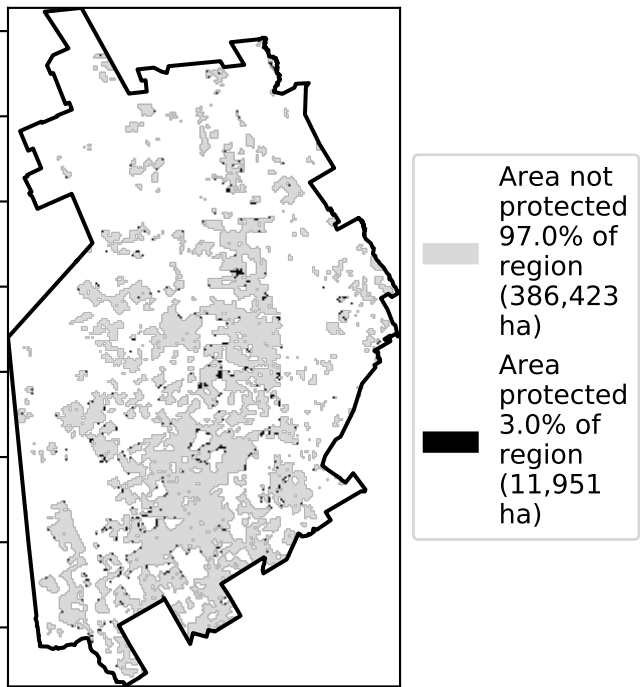 Area not
protected
97.0% of
region
(386,423
ha)
Area
protected
3.0% of
region
(11,951
ha)